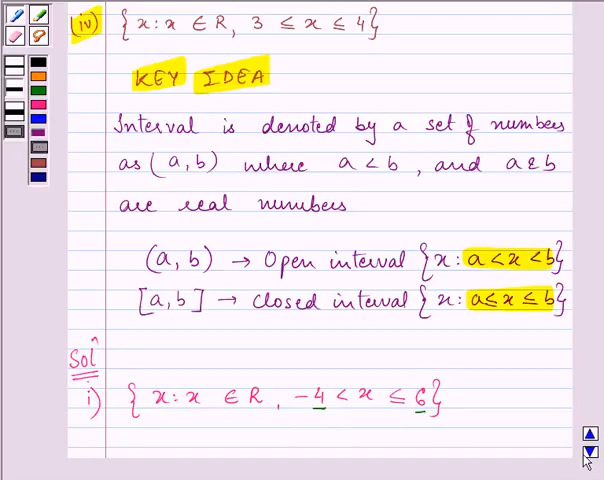 (iv) { x : x ∈ R, 3 ≤ x ≤ 4}
KEY IDEA
Interval is denoted by a set of numbers
as (a, b) where a < b , and a & b
are real numbers
(a, b) → Open interval {x : a < x < b}
[a, b] → closed interval { x : a ≤ x ≤ b}
Solⁿ
i) { x : x ∈ R , -4 < x ≤ 6}